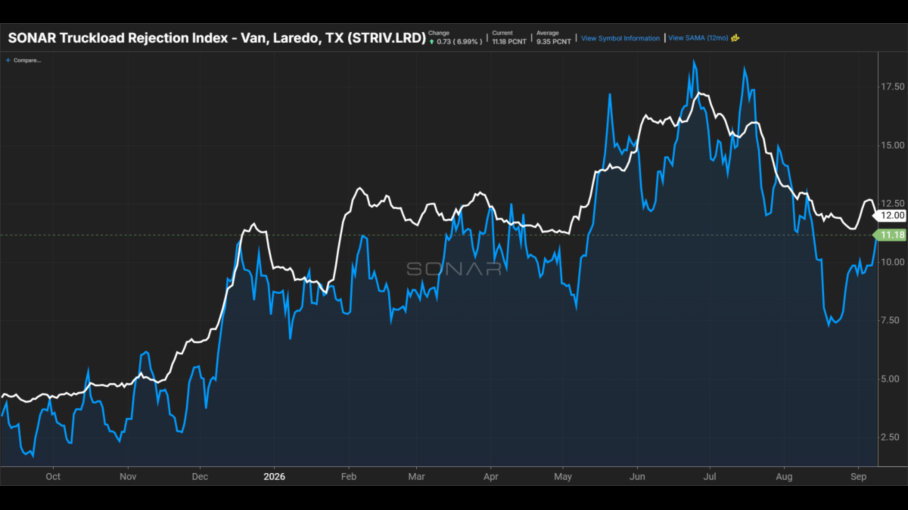 SONAR Truckload Rejection Index - Van, Laredo, TX (STRIV.LRD)
Change
0.73 ( 6.99% )
Current
11.18 PCNT
Average
9.35 PCNT
View Symbol Information
View SAMA (12mo)
+ Compare...
17.50
15.00
12.50
12.00
11.18
10.00
7.50
5.00
2.50
SONAR
Oct Nov Dec 2026 Feb Mar Apr May Jun Jul Aug Sep